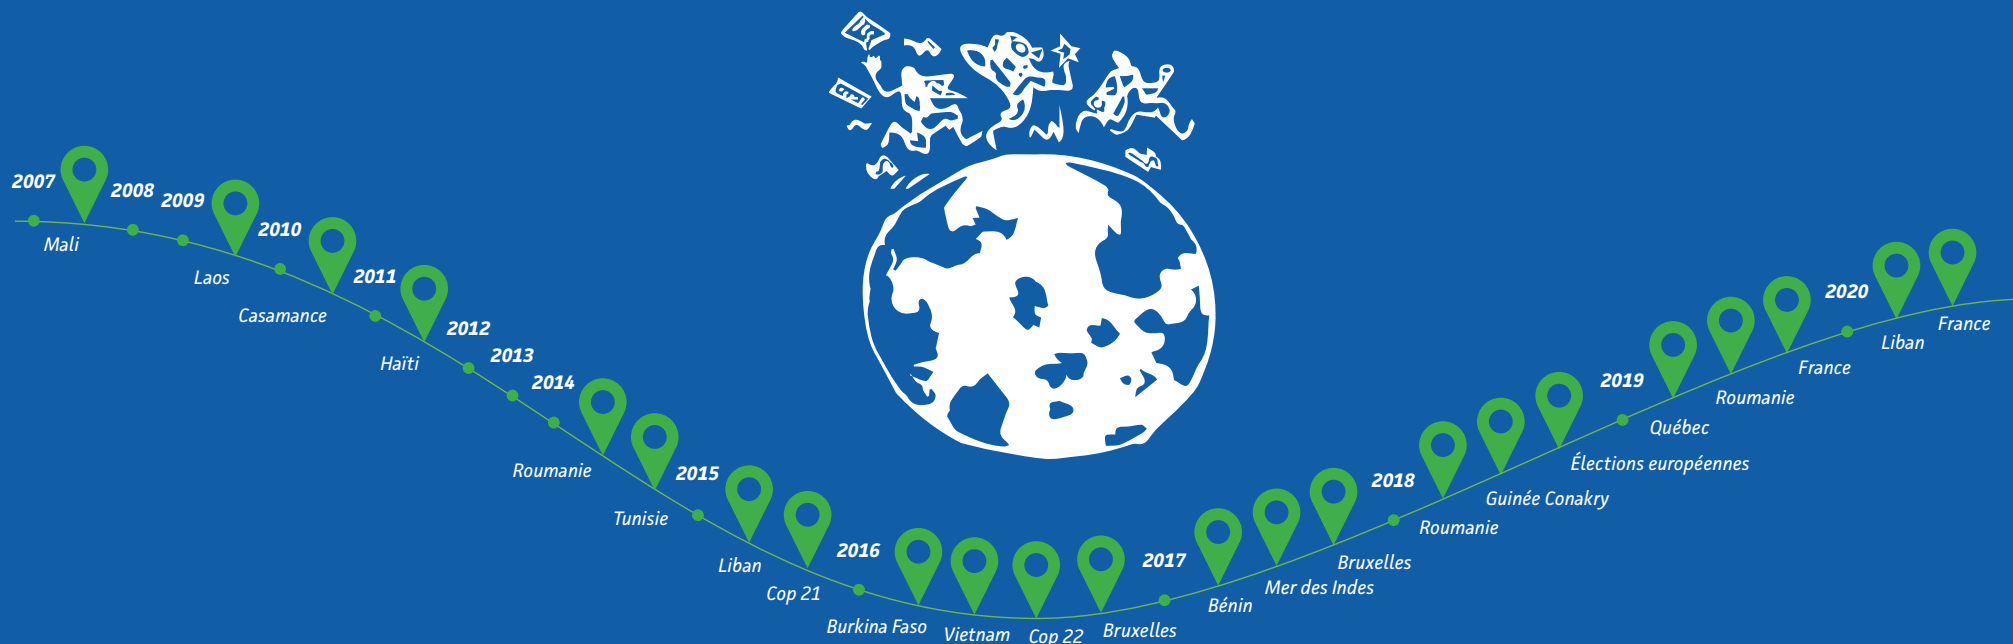 2007
Mali
2008
2009
Laos
2010
Casamance
2011
Haïti
2012
2013
2014
Roumanie
Tunisie
2015
Liban
Cop 21
2016
Burkina Faso
Vietnam
Cop 22
Bruxelles
2017
Bénin
Mer des Indes
Bruxelles
2018
Roumanie
Guinée Conakry
Élections européennes
2019
Québec
Roumanie
France
2020
Liban
France